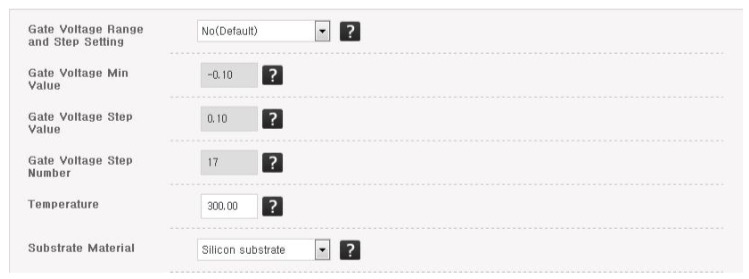 Gate Voltage Range
and Step Setting
No(Default)
?
Gate Voltage Min
Value
-0.10
?
Gate Voltage Step
Value
0.10
?
Gate Voltage Step
Number
17
?
Temperature
300.00
?
Substrate Material
Silicon substrate
?